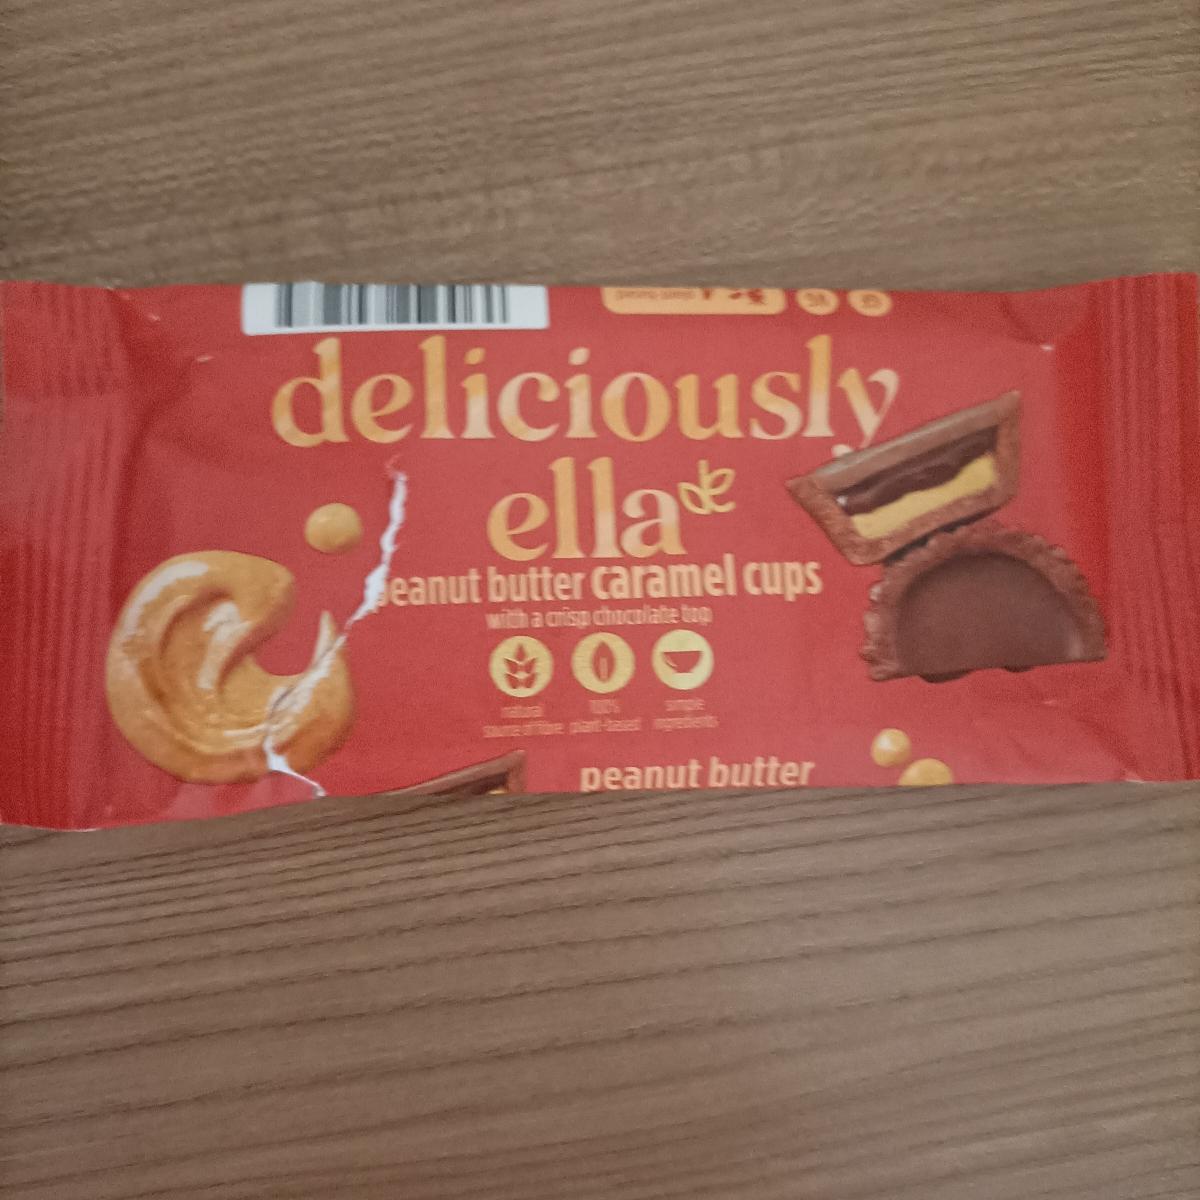 deliciously
ella
peanut butter caramel cups
with a crisp chocolate top
natural 100% simple
source of fibre plant-based ingredients
peanut butter